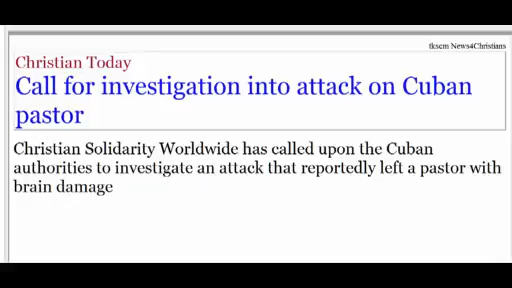 tkscm News4Christians
Christian Today
Call for investigation into attack on Cuban
pastor
Christian Solidarity Worldwide has called upon the Cuban
authorities to investigate an attack that reportedly left a pastor with
brain damage